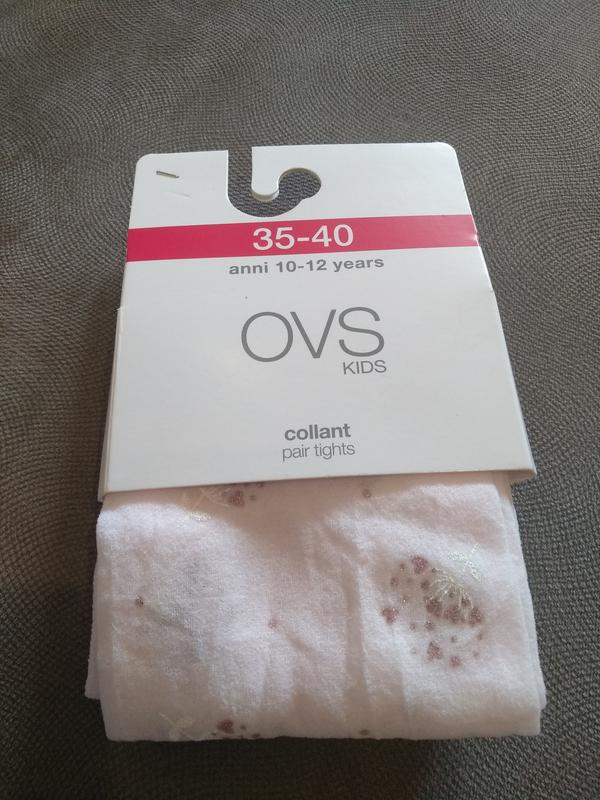 35-40
anni 10-12 years
OVS
KIDS
collant
pair tights